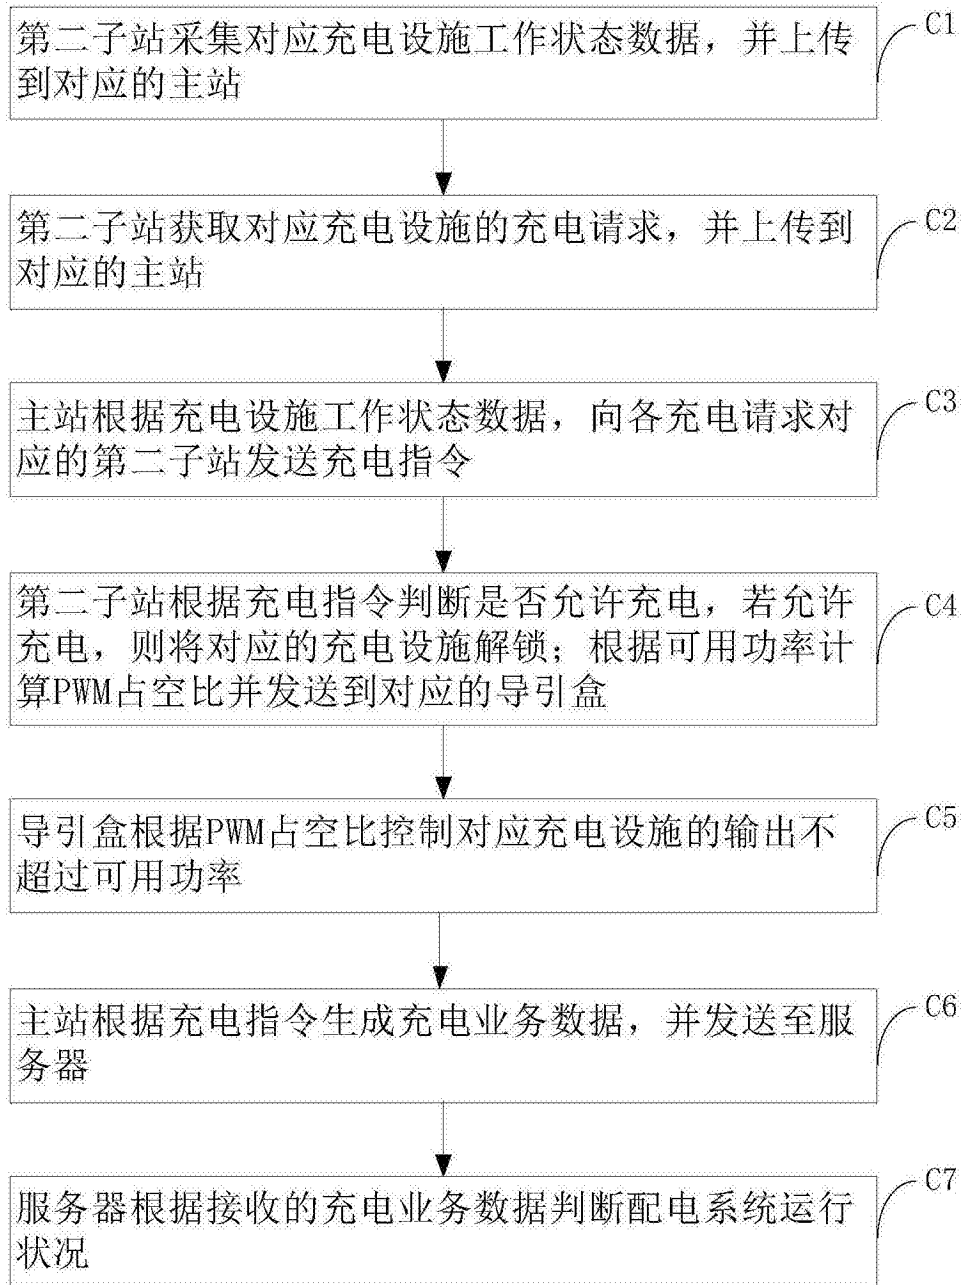 第二子站采集对应充电设施工作状态数据，并上传
到对应的主站
C1
第二子站获取对应充电设施的充电请求，并上传到
对应的主站
C2
主站根据充电设施工作状态数据，向各充电请求对
应的第二子站发送充电指令
C3
第二子站根据充电指令判断是否允许充电，若允许
充电，则将对应的充电设施解锁；根据可用功率计
算PWM占空比并发送到对应的导引盒
C4
导引盒根据PWM占空比控制对应充电设施的输出不
超过可用功率
C5
主站根据充电指令生成充电业务数据，并发送至服
务器
C6
服务器根据接收的充电业务数据判断配电系统运行
状况
C7